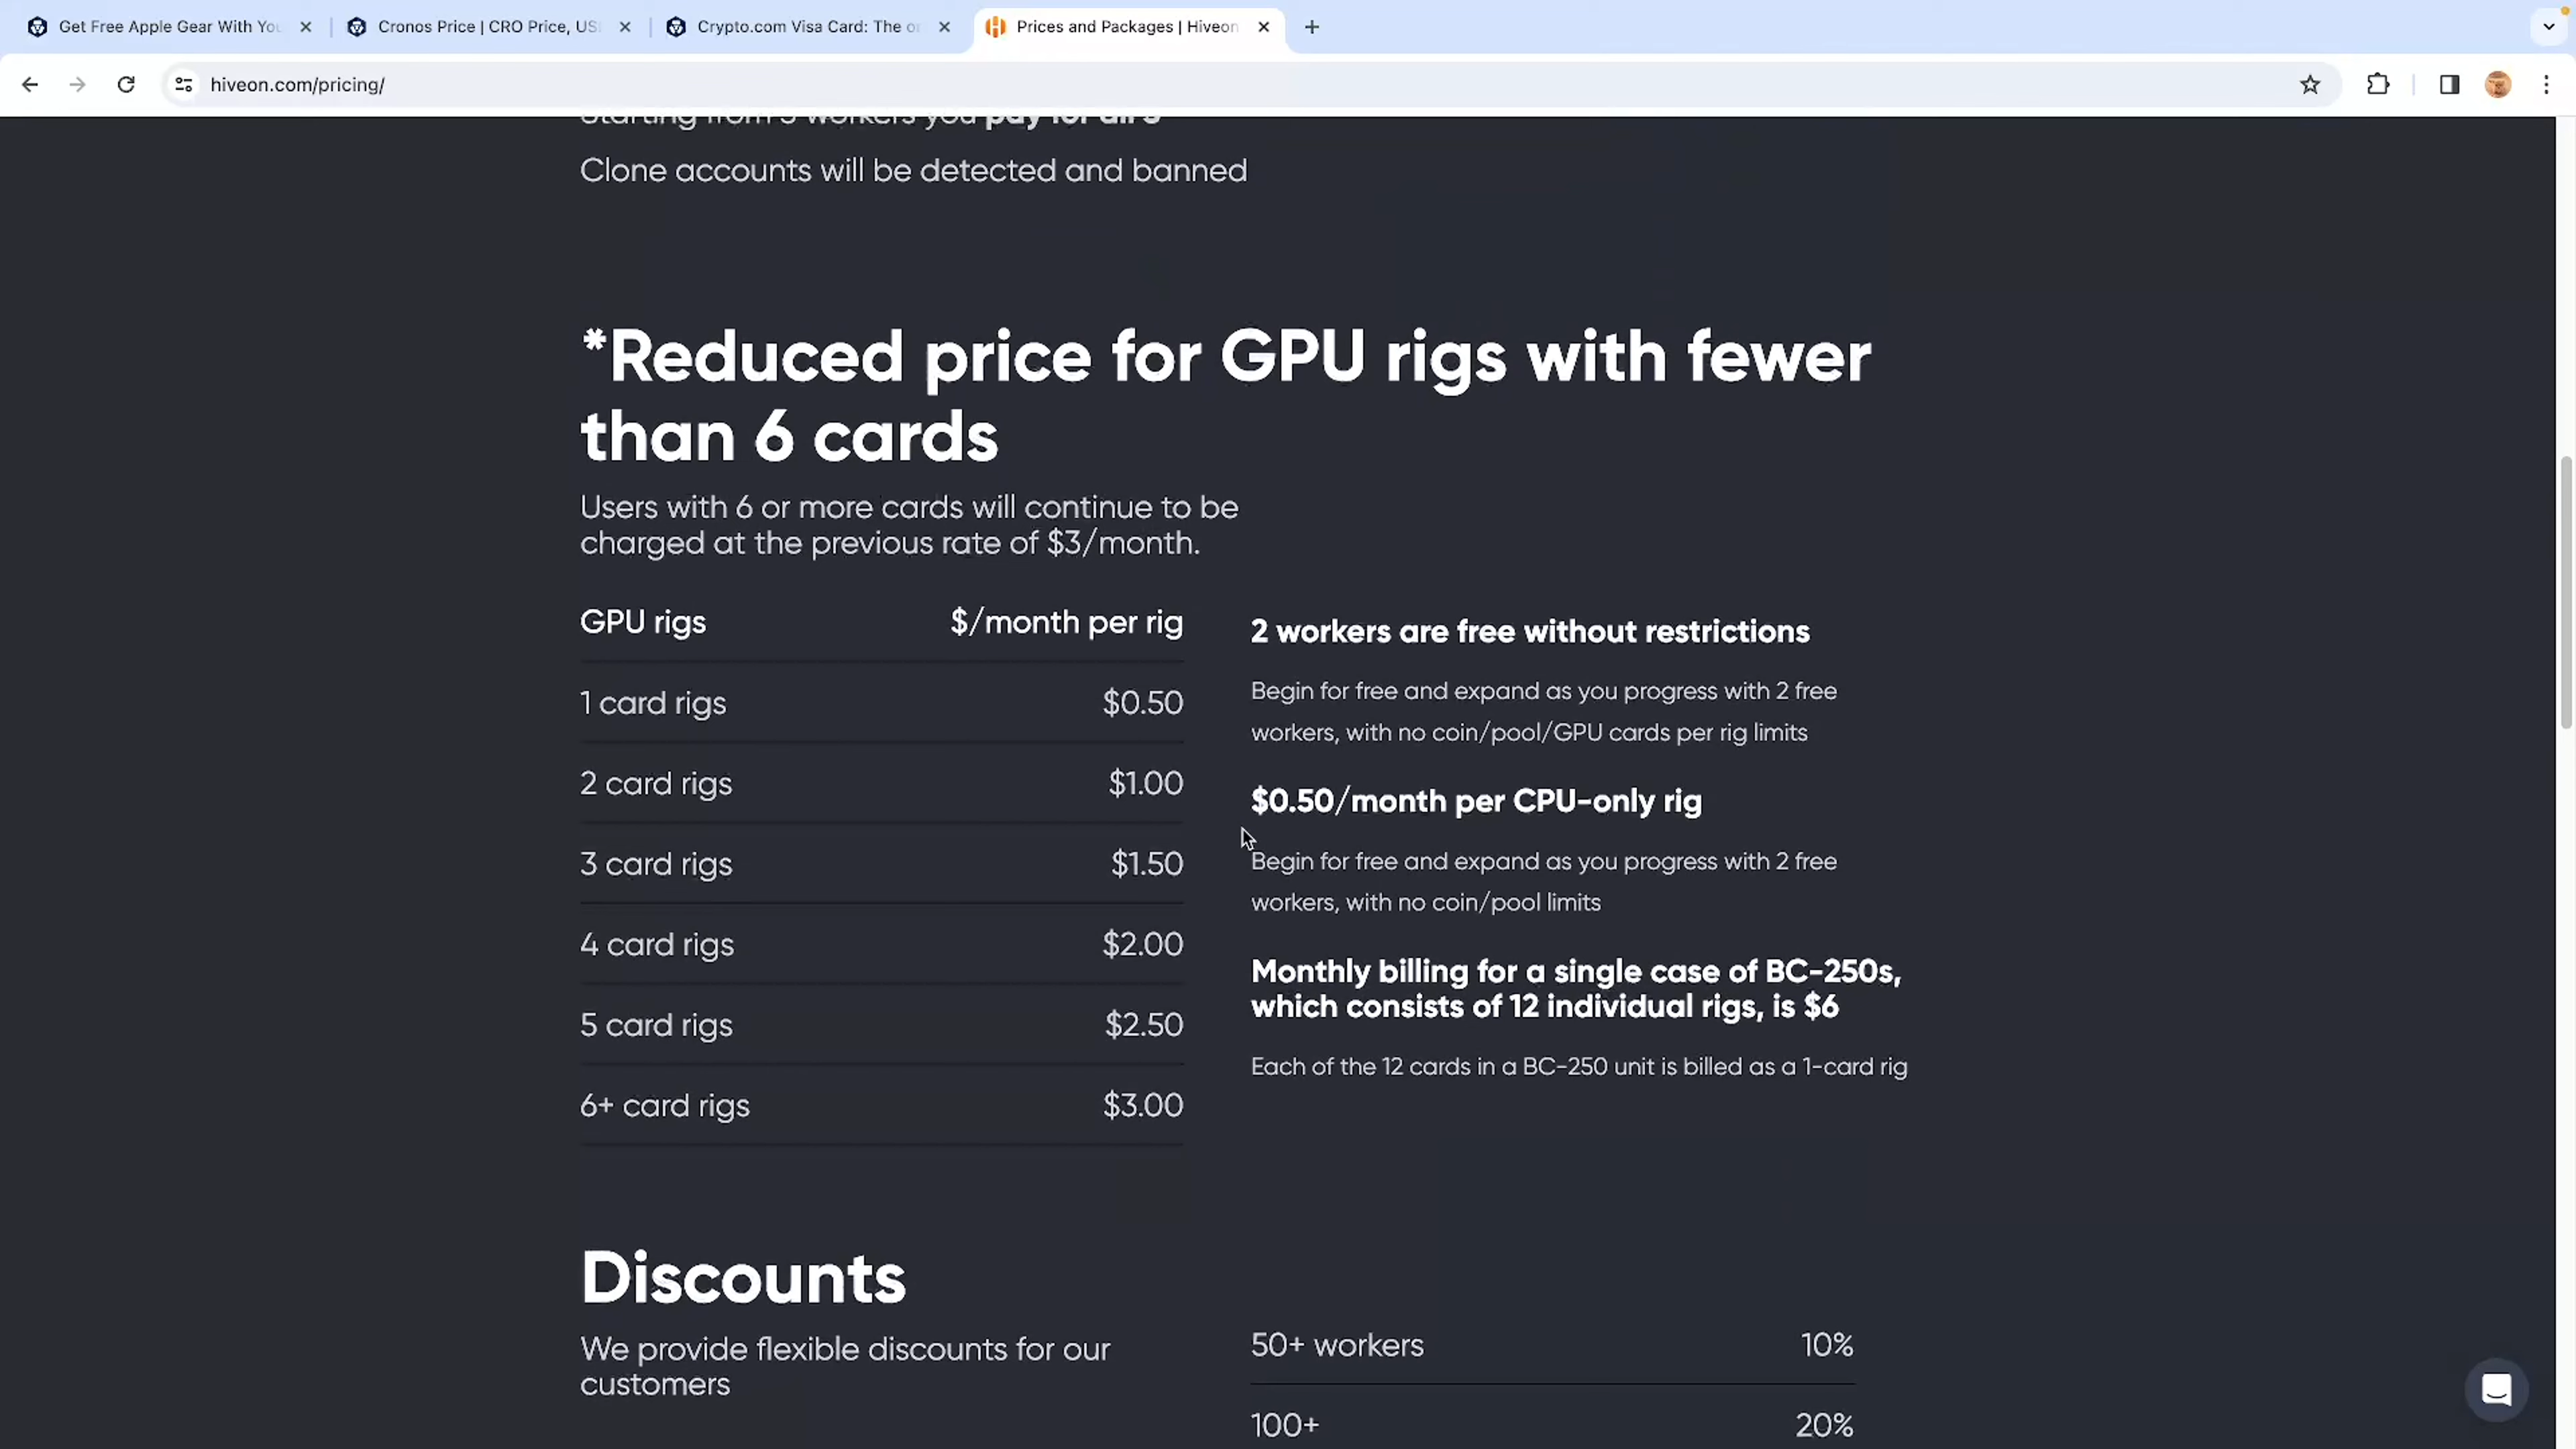 Get Free Apple Gear With Yo
Cronos Price | CRO Price, US
Crypto.com Visa Card: The o
Prices and Packages | Hiveon
hiveon.com/pricing/
Starting from 3 workers you pay for all 3
Clone accounts will be detected and banned
*Reduced price for GPU rigs with fewer
than 6 cards
Users with 6 or more cards will continue to be
charged at the previous rate of $3/month.
GPU rigs $/month per rig
1 card rigs $0.50
2 card rigs $1.00
3 card rigs $1.50
4 card rigs $2.00
5 card rigs $2.50
6+ card rigs $3.00
2 workers are free without restrictions
Begin for free and expand as you progress with 2 free
workers, with no coin/pool/GPU cards per rig limits
$0.50/month per CPU-only rig
Begin for free and expand as you progress with 2 free
workers, with no coin/pool limits
Monthly billing for a single case of BC-250s,
which consists of 12 individual rigs, is $6
Each of the 12 cards in a BC-250 unit is billed as a 1-card rig
Discounts
We provide flexible discounts for our
customers
50+ workers 10%
100+ 20%